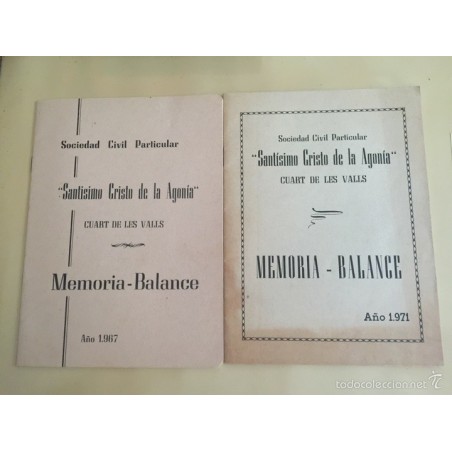 Sociedad Civil Particular
"Santísimo Cristo de la Agonía"
CUART DE LES VALLS
Memoria-Balance
Año 1.967
Sociedad Civil Particular
"Santísimo Cristo de la Agonía"
CUART DE LES VALLS
MEMORIA - BALANCE
Año 1.971
todocoleccion.net